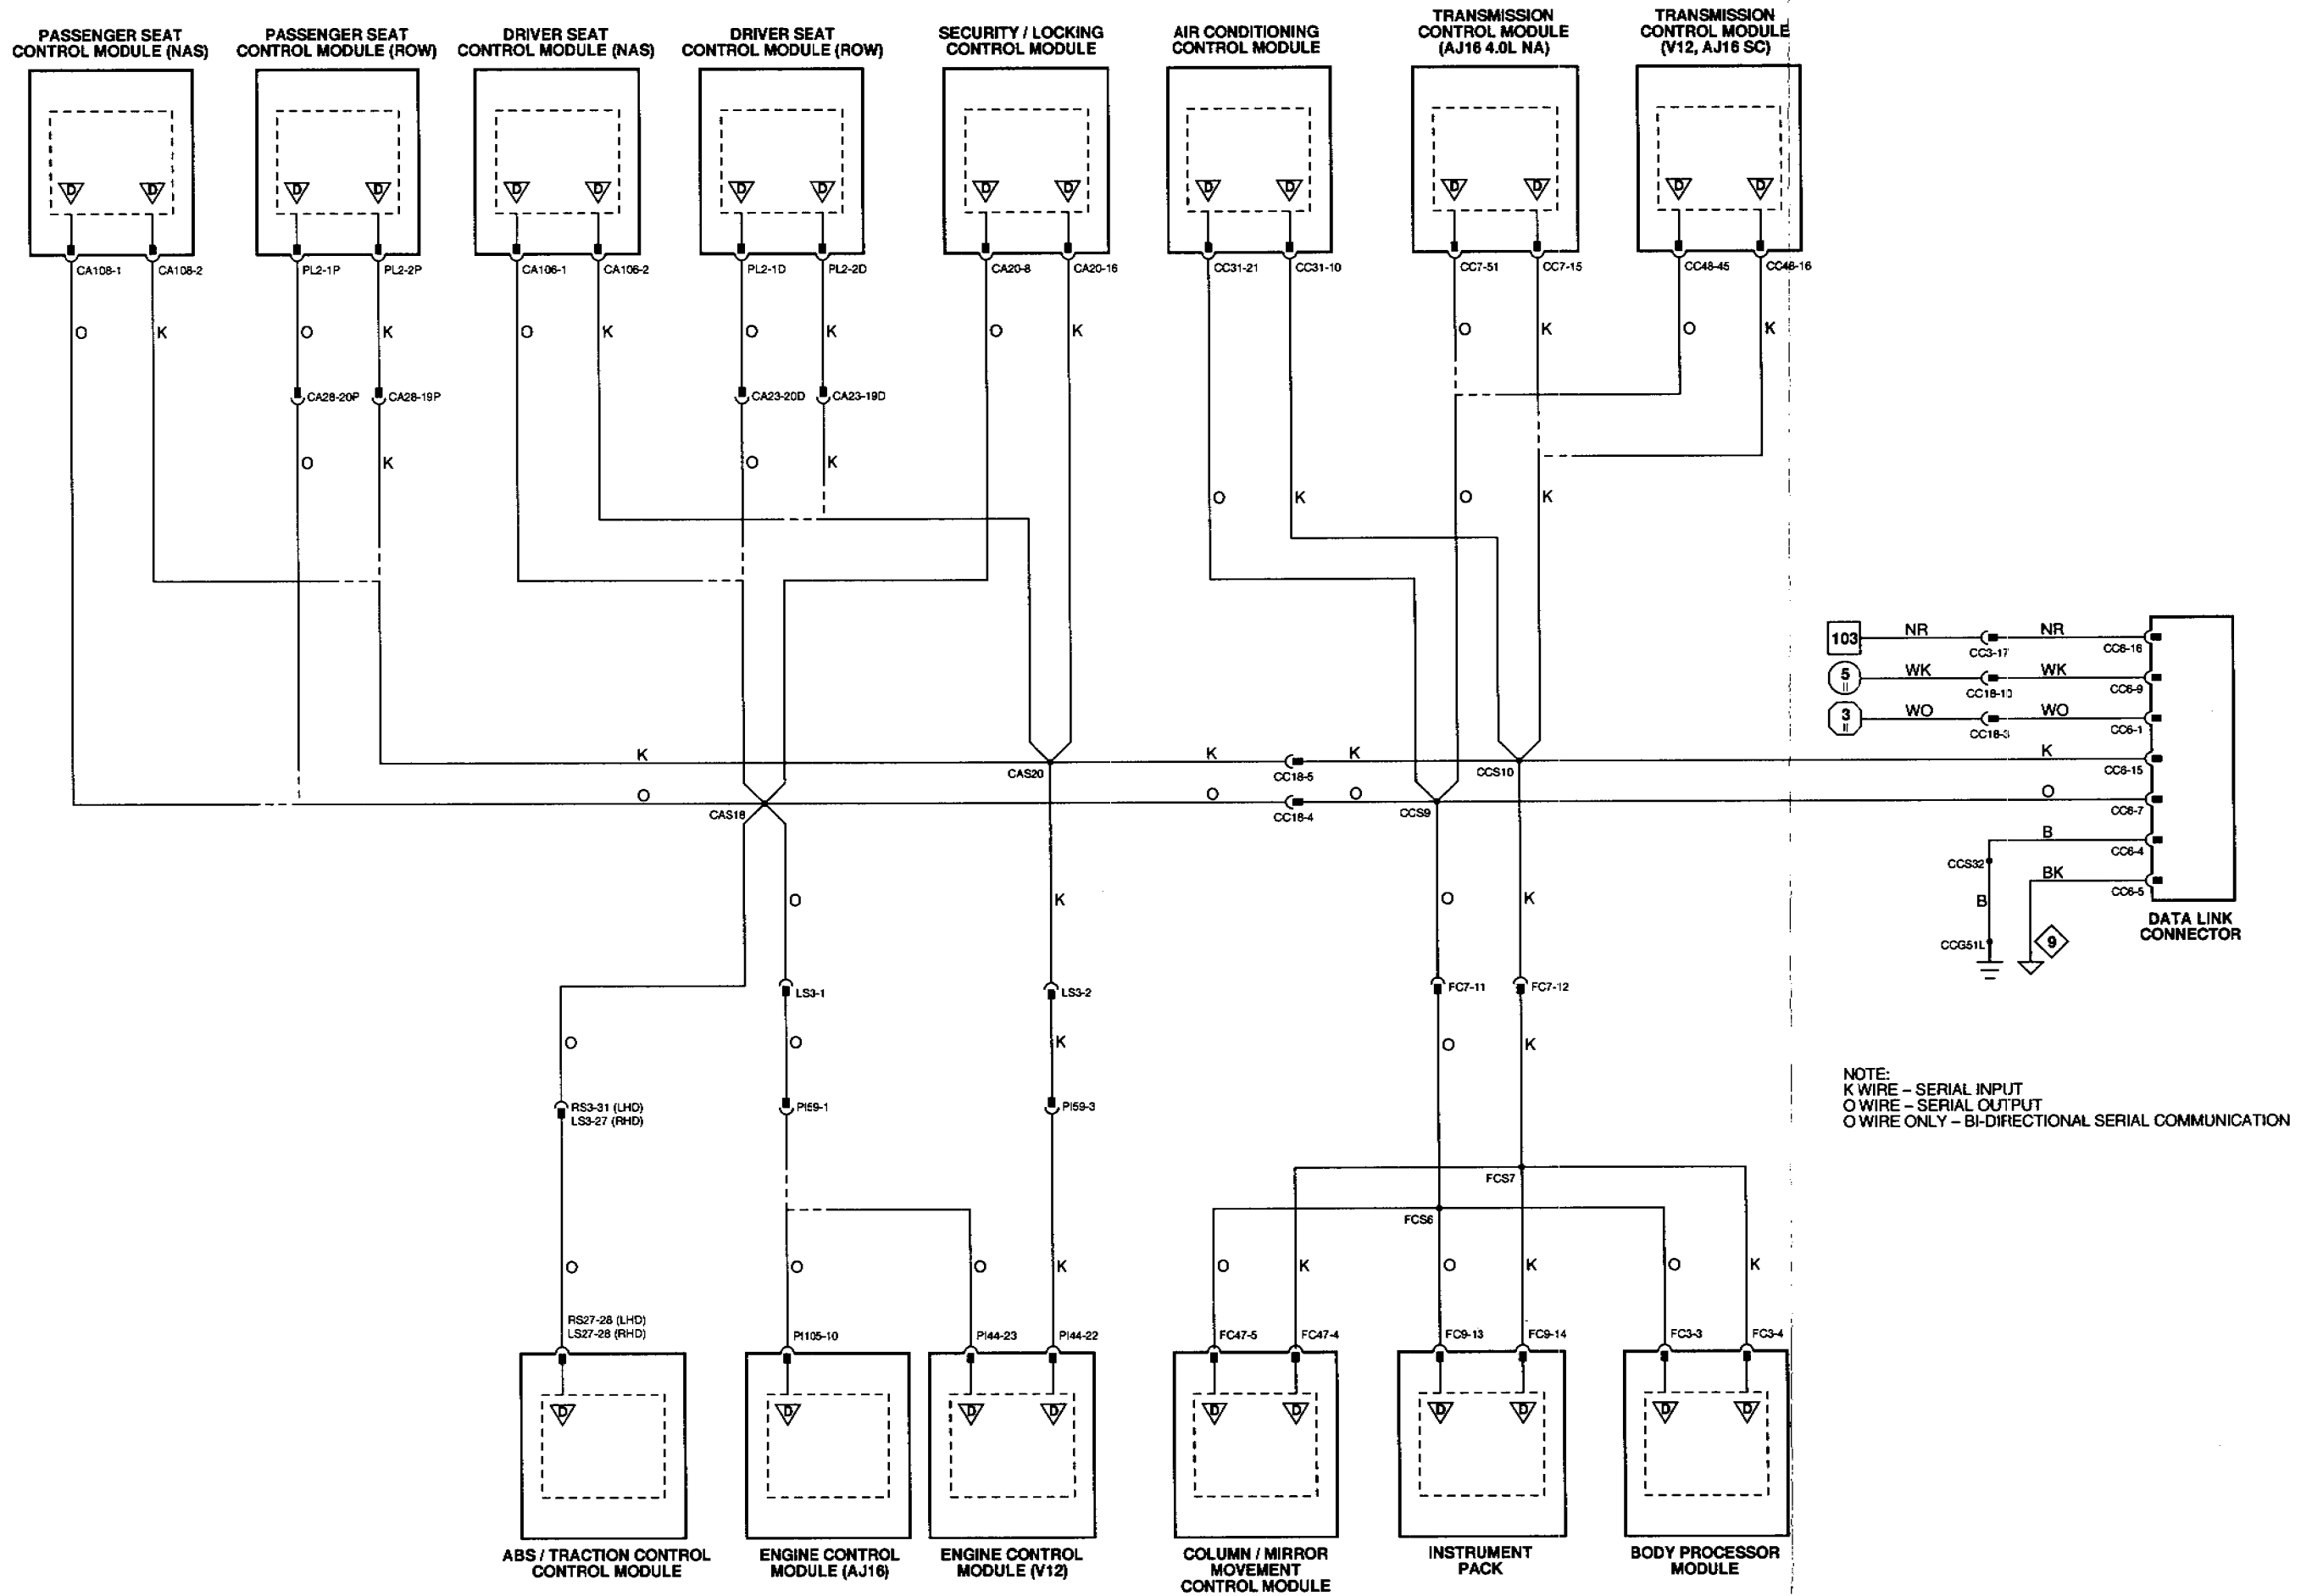 PASSENGER SEAT
CONTROL MODULE (NAS)
PASSENGER SEAT
CONTROL MODULE (ROW)
DRIVER SEAT
CONTROL MODULE (NAS)
DRIVER SEAT
CONTROL MODULE (ROW)
SECURITY / LOCKING
CONTROL MODULE
AIR CONDITIONING
CONTROL MODULE
TRANSMISSION
CONTROL MODULE
(AJ16 4.0L NA)
TRANSMISSION
CONTROL MODULE
(V12, AJ16 SC)
D D D D D D D D D D D D D D D D
CA108-1 CA108-2 PL2-1P PL2-2P CA106-1 CA106-2 PL2-1D PL2-2D CA20-8 CA20-16 CC31-21 CC31-10 CC7-51 CC7-15 CC48-45 CC48-16
O K O K O K O K O K O K O K
CA28-20P CA28-19P CA23-20D CA23-19D
O K O K
O K O K
103 NR NR
CC3-17 CC6-16
5 WK WK
II CC18-10 CC6-9
3 WO WO
II CC18-3 CC6-1
K K K K
CAS20 CC18-5 CCS10 CC6-15
O O O O
CAS18 CC18-4 CCS9 CC6-7
B
CCS32 CC6-4
BK
B CC6-5
CCG51L 9
DATA LINK
CONNECTOR
O K O K
LS3-1 LS3-2 FC7-11 FC7-12
O O K O K
RS3-31 (LHD)
LS3-27 (RHD)
PI59-1 PI59-3
NOTE:
K WIRE – SERIAL INPUT
O WIRE – SERIAL OUTPUT
O WIRE ONLY – BI-DIRECTIONAL SERIAL COMMUNICATION
FCS7
FCS6
O O O K O K O K O K
RS27-28 (LHD)
LS27-28 (RHD)
PI105-10 PI44-23 PI44-22 FC47-5 FC47-4 FC9-13 FC9-14 FC3-3 FC3-4
D D D D D D D D D D
ABS / TRACTION CONTROL
CONTROL MODULE
ENGINE CONTROL
MODULE (AJ16)
ENGINE CONTROL
MODULE (V12)
COLUMN / MIRROR
MOVEMENT
CONTROL MODULE
INSTRUMENT
PACK
BODY PROCESSOR
MODULE